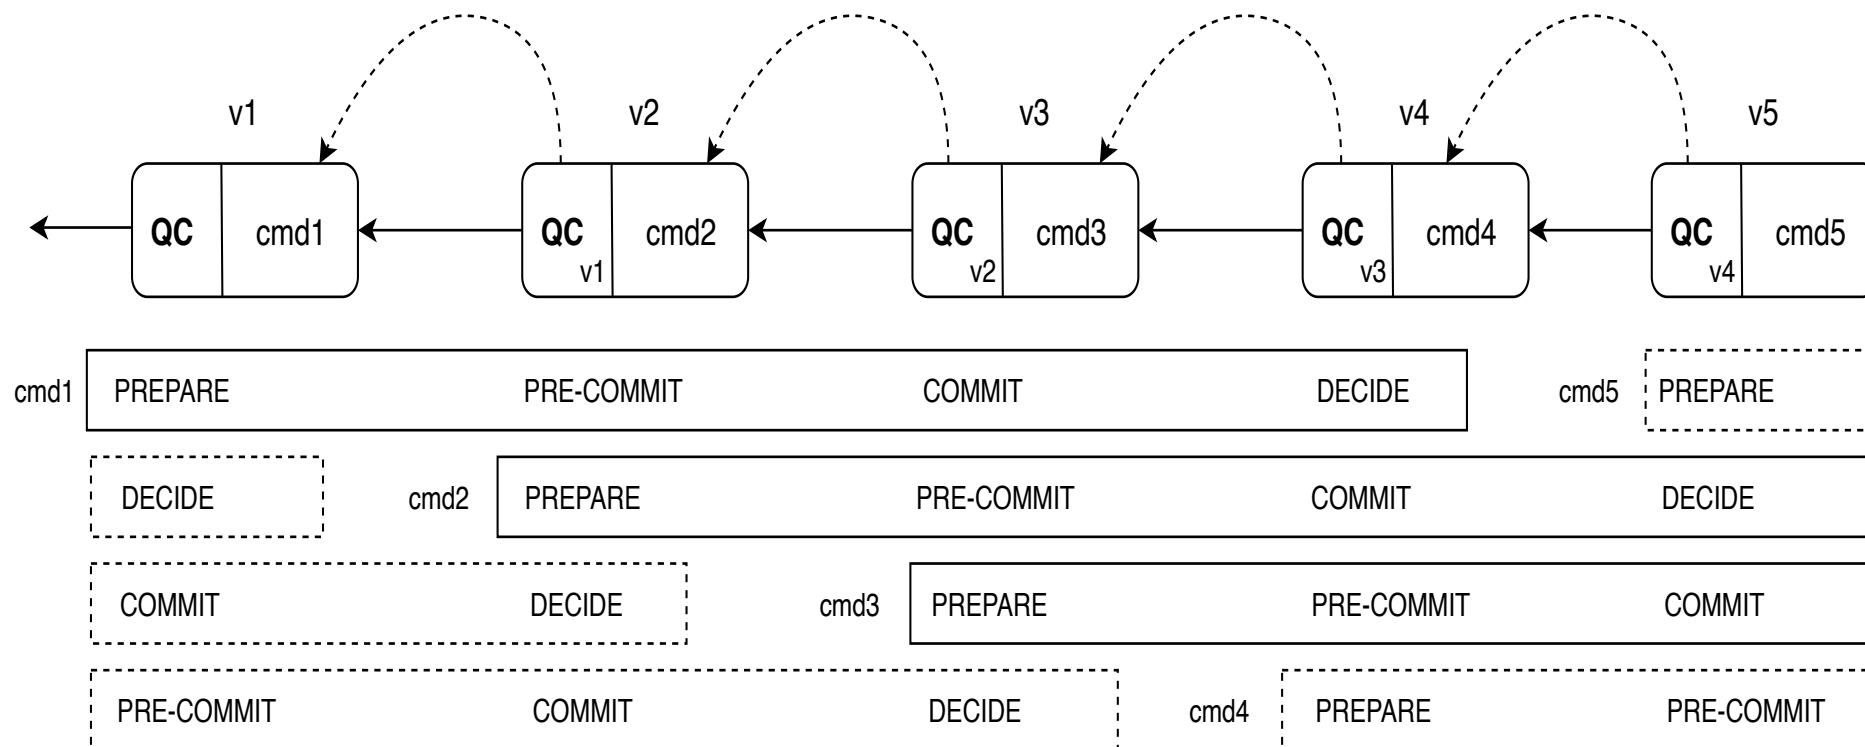 v1 v2 v3 v4 v5
QC cmd1 QC cmd2 QC cmd3 QC cmd4 QC cmd5
v1 v2 v3 v4
cmd1 PREPARE PRE-COMMIT COMMIT DECIDE cmd5 PREPARE
DECIDE cmd2 PREPARE PRE-COMMIT COMMIT DECIDE
COMMIT DECIDE cmd3 PREPARE PRE-COMMIT COMMIT
PRE-COMMIT COMMIT DECIDE cmd4 PREPARE PRE-COMMIT